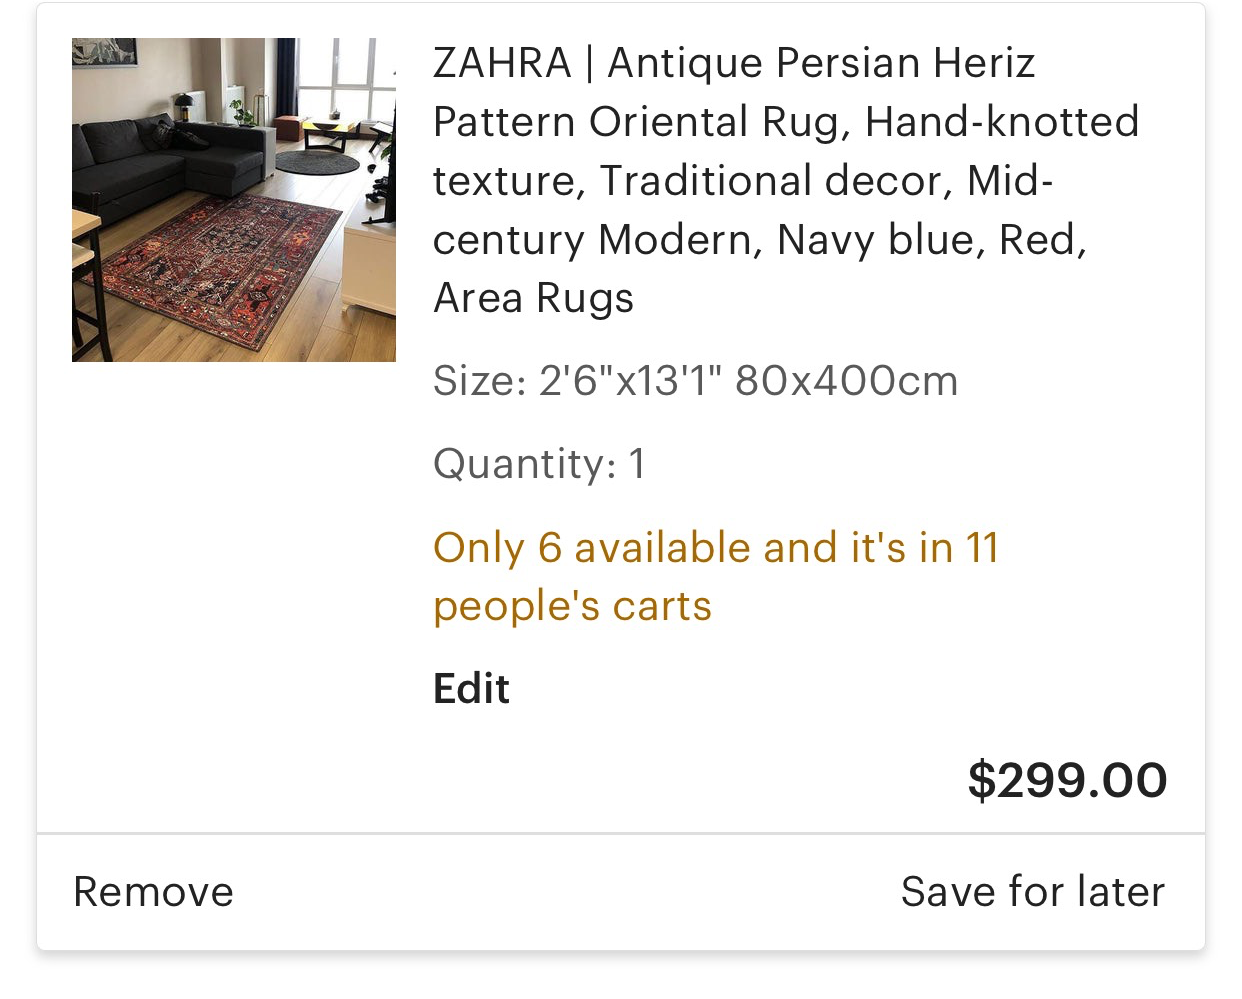 ZAHRA | Antique Persian Heriz
Pattern Oriental Rug, Hand-knotted
texture, Traditional decor, Mid-
century Modern, Navy blue, Red,
Area Rugs
Size: 2'6"x13'1" 80x400cm
Quantity: 1
Only 6 available and it's in 11
people's carts
Edit
$299.00
Remove
Save for later